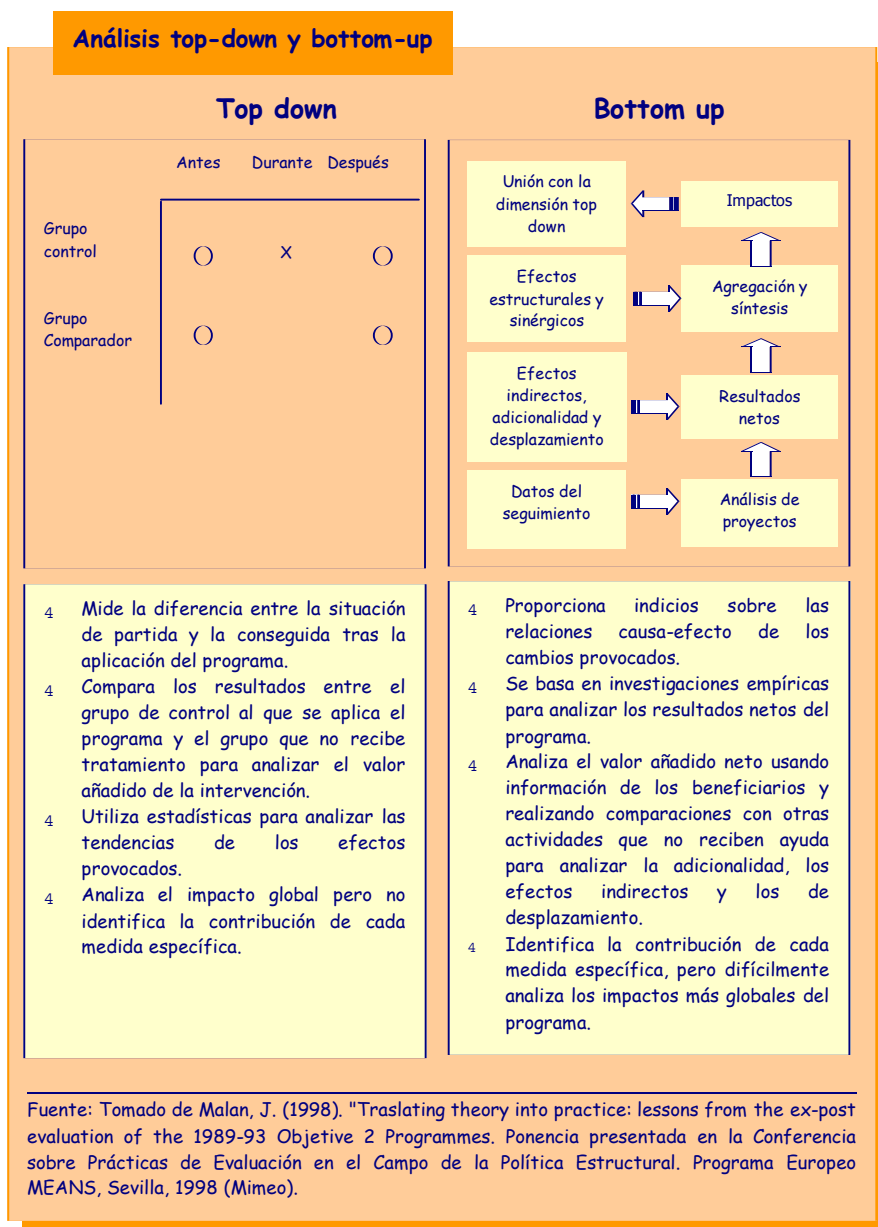 Análisis top-down y bottom-up
Top down
Antes Durante Después
Grupo
control
X
Grupo
Comparador
Bottom up
Unión con la
dimensión top
down
Impactos
Efectos
estructurales y
sinérgicos
Agregación y
síntesis
Efectos
indirectos,
adicionalidad y
desplazamiento
Resultados
netos
Datos del
seguimiento
Análisis de
proyectos
4 Mide la diferencia entre la situación
de partida y la conseguida tras la
aplicación del programa.
4 Compara los resultados entre el
grupo de control al que se aplica el
programa y el grupo que no recibe
tratamiento para analizar el valor
añadido de la intervención.
4 Utiliza estadísticas para analizar las
tendencias de los efectos
provocados.
4 Analiza el impacto global pero no
identifica la contribución de cada
medida específica.
4 Proporciona indicios sobre las
relaciones causa-efecto de los
cambios provocados.
4 Se basa en investigaciones empíricas
para analizar los resultados netos del
programa.
4 Analiza el valor añadido neto usando
información de los beneficiarios y
realizando comparaciones con otras
actividades que no reciben ayuda
para analizar la adicionalidad, los
efectos indirectos y los de
desplazamiento.
4 Identifica la contribución de cada
medida específica, pero difícilmente
analiza los impactos más globales del
programa.
Fuente: Tomado de Malan, J. (1998). "Traslating theory into practice: lessons from the ex-post
evaluation of the 1989-93 Objetive 2 Programmes. Ponencia presentada en la Conferencia
sobre Prácticas de Evaluación en el Campo de la Política Estructural. Programa Europeo
MEANS, Sevilla, 1998 (Mimeo).